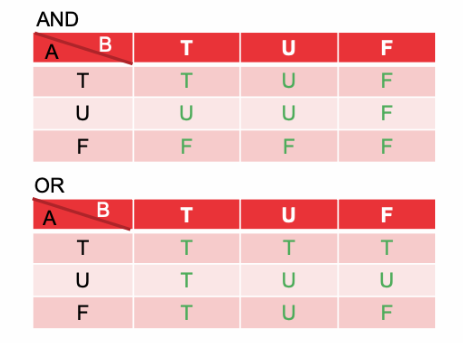 AND
A B T U F
T T U F
U U U F
F F F F
OR
A B T U F
T T T T
U T U U
F T U F